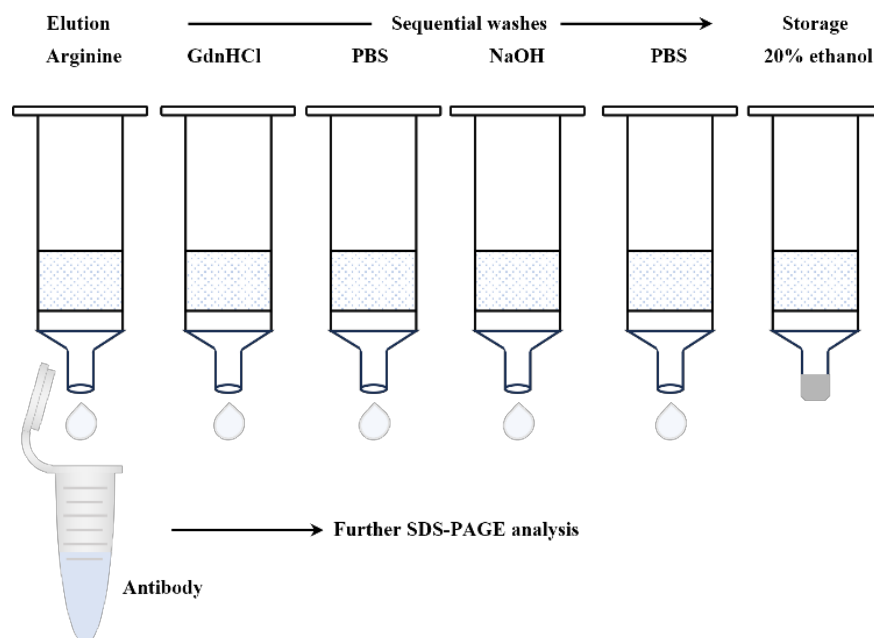 Elution
Sequential washes
Storage
Arginine
GdnHCl
PBS
NaOH
PBS
20% ethanol
Further SDS-PAGE analysis
Antibody